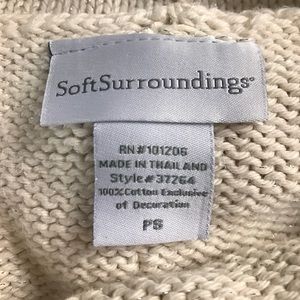 SoftSurroundings®
RN#101206
MADE IN THAILAND
Style#37264
100%Cotton Exclusive
of Decoration
PS